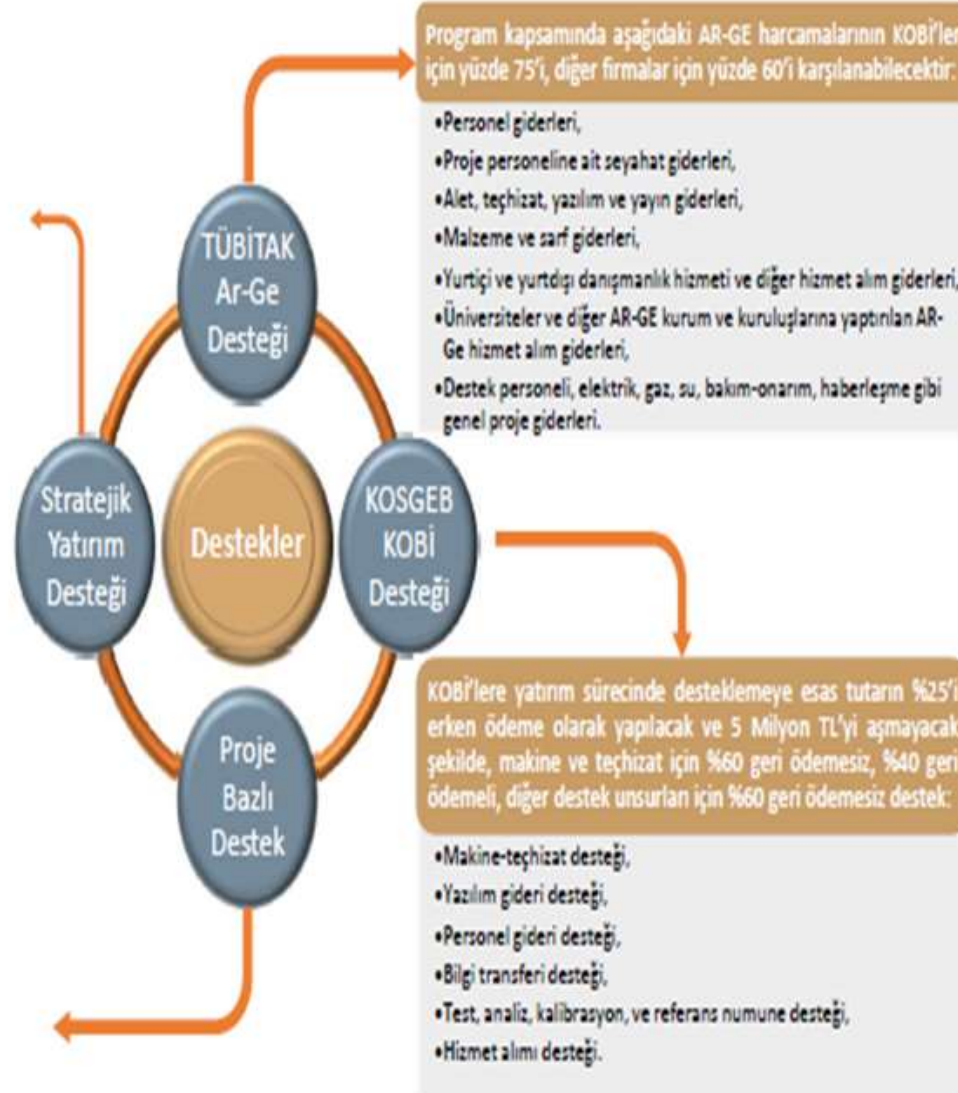 Program kapsamında aşağıdaki AR-GE harcamalarının KOBİ'ler
için yüzde 75'i, diğer firmalar için yüzde 60'i karşılanabilecektir:
•Personel giderleri,
•Proje personeline ait seyahat giderleri,
•Alet, teçhizat, yazılım ve yayın giderleri,
•Malzeme ve sarf giderleri,
•Yurtiçi ve yurtdışı danışmanlık hizmeti ve diğer hizmet alım giderleri,
•Üniversiteler ve diğer AR-GE kurum ve kuruluşlarına yaptırılan AR-
Ge hizmet alım giderleri,
•Destek personeli, elektrik, gaz, su, bakım-onarım, haberleşme gibi
genel proje giderleri.
TÜBİTAK
Ar-Ge
Desteği
Stratejik
Yatırım
Desteği
Destekler
KOSGEB
KOBİ
Desteği
Proje
Bazlı
Destek
KOBİ'lere yatırım sürecinde desteklemeye esas tutarın %25'i
erken ödeme olarak yapılacak ve 5 Milyon TL'yi aşmayacak
şekilde, makine ve teçhizat için %60 geri ödemesiz, %40 geri
ödemeli, diğer destek unsurları için %60 geri ödemesiz destek:
•Makine-teçhizat desteği,
•Yazılım gideri desteği,
•Personel gideri desteği,
•Bilgi transferi desteği,
•Test, analiz, kalibrasyon, ve referans numune desteği,
•Hizmet alımı desteği.